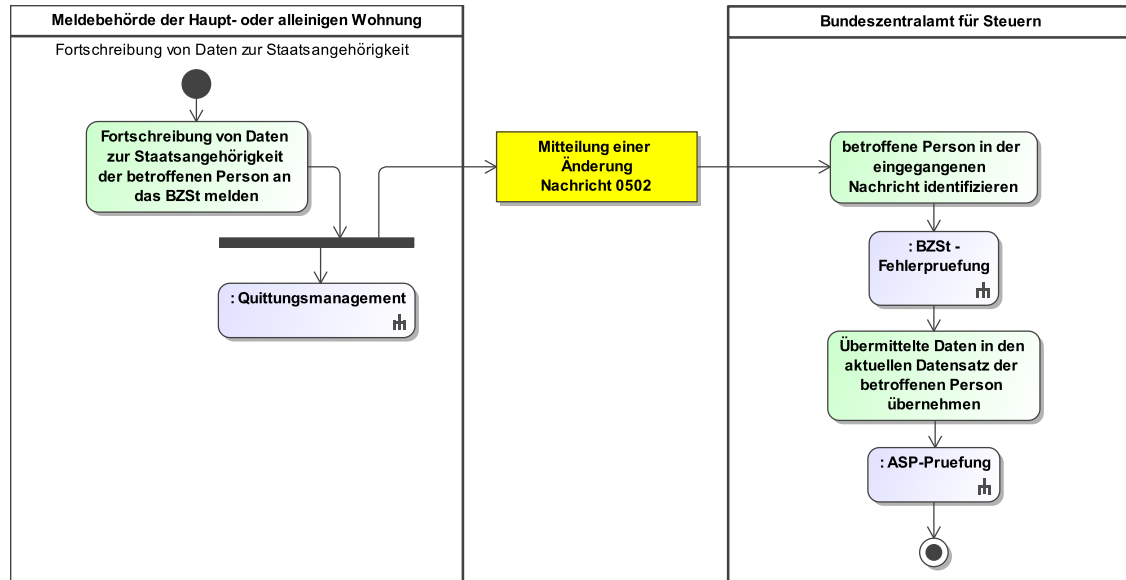 Meldebehörde der Haupt- oder alleinigen Wohnung
Fortschreibung von Daten zur Staatsangehörigkeit
Fortschreibung von Daten
zur Staatsangehörigkeit
der betroffenen Person an
das BZSt melden
: Quittungsmanagement
Mitteilung einer
Änderung
Nachricht 0502
Bundeszentralamt für Steuern
betroffene Person in der
eingegangenen
Nachricht identifizieren
: BZSt -
Fehlerpruefung
Übermittelte Daten in den
aktuellen Datensatz der
betroffenen Person
übernehmen
: ASP-Pruefung